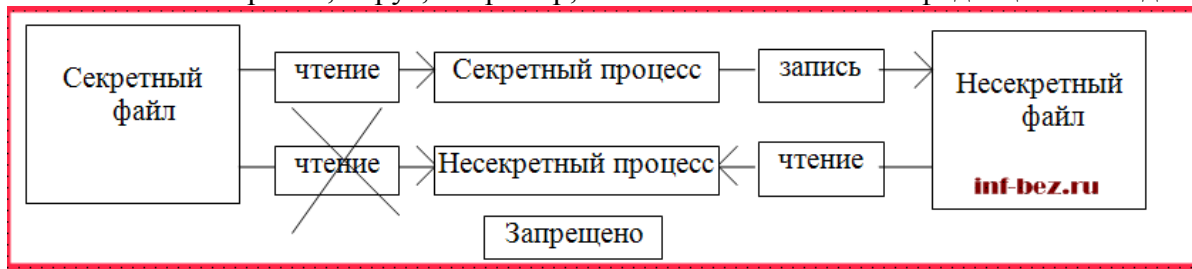 Секретный файл
чтение
Секретный процесс
запись
Несекретный файл
чтение
Несекретный процесс
чтение
inf-bez.ru
Запрещено